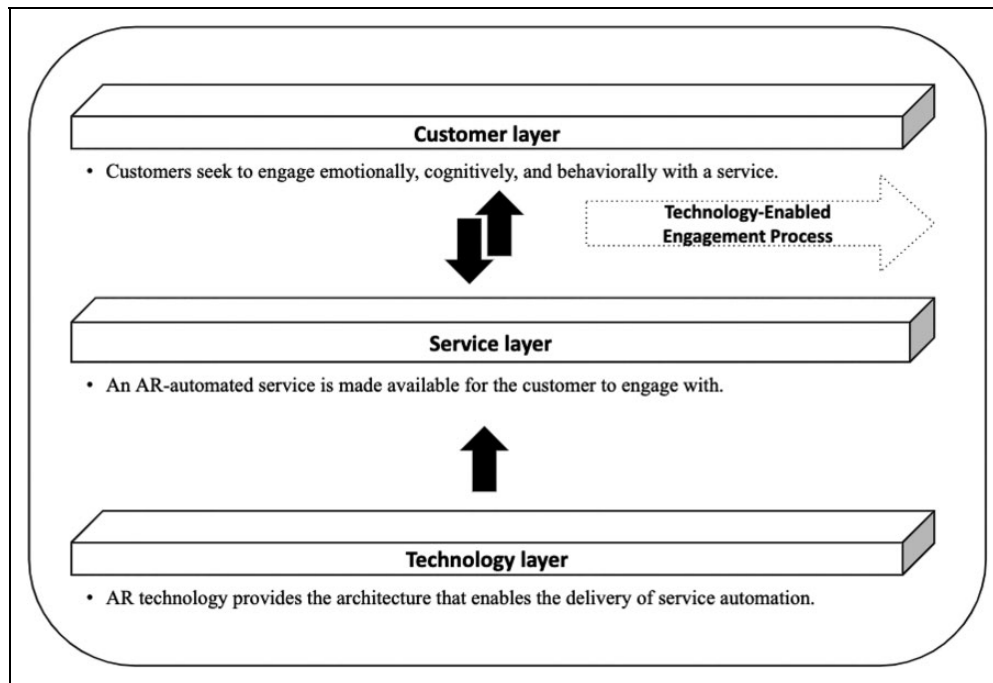 Customer layer
• Customers seek to engage emotionally, cognitively, and behaviorally with a service.
Technology-Enabled
Engagement Process
Service layer
• An AR-automated service is made available for the customer to engage with.
Technology layer
• AR technology provides the architecture that enables the delivery of service automation.